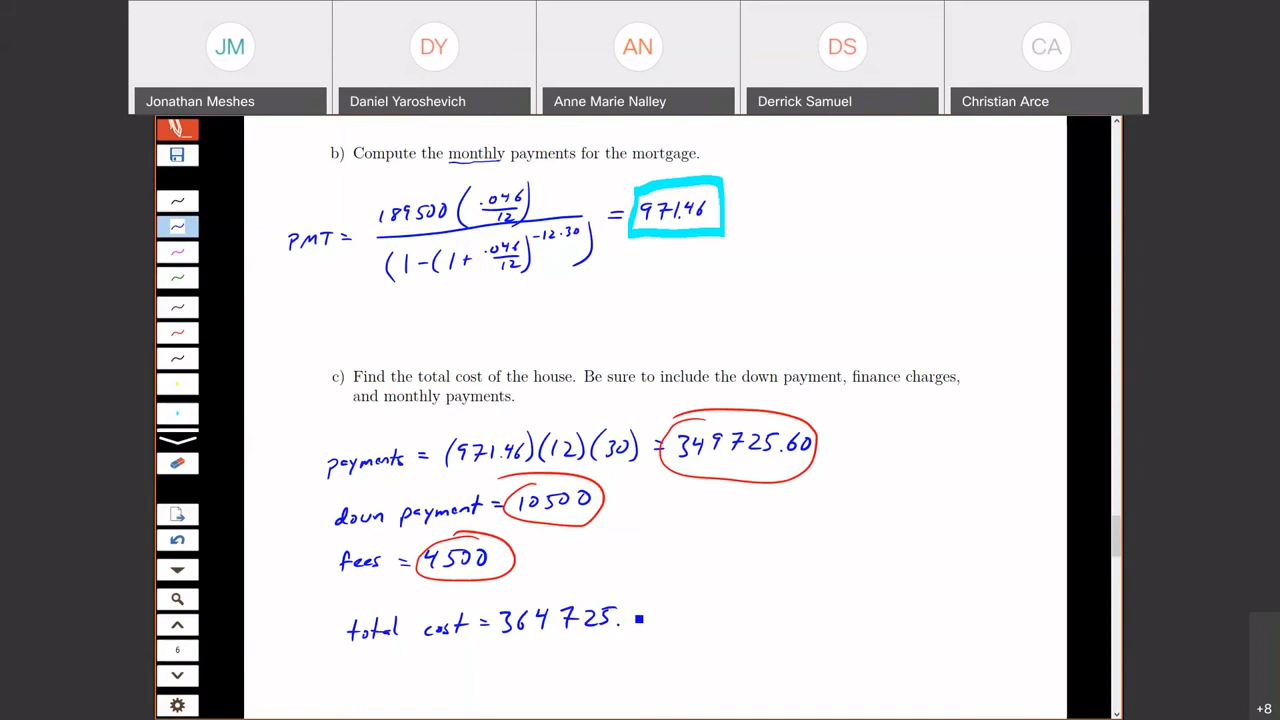 JM DY AN DS CA
Jonathan Meshes Daniel Yaroshevich Anne Marie Nalley Derrick Samuel Christian Arce
b) Compute the monthly payments for the mortgage.
PMT = 189500 (.046/12) / (1-(1+.046/12)^-12·30) = 971.46
c) Find the total cost of the house. Be sure to include the down payment, finance charges,
and monthly payments.
payments = (971.46)(12)(30) = 349725.60
down payment = 10500
fees = 4500
total cost = 364725.
6
+8